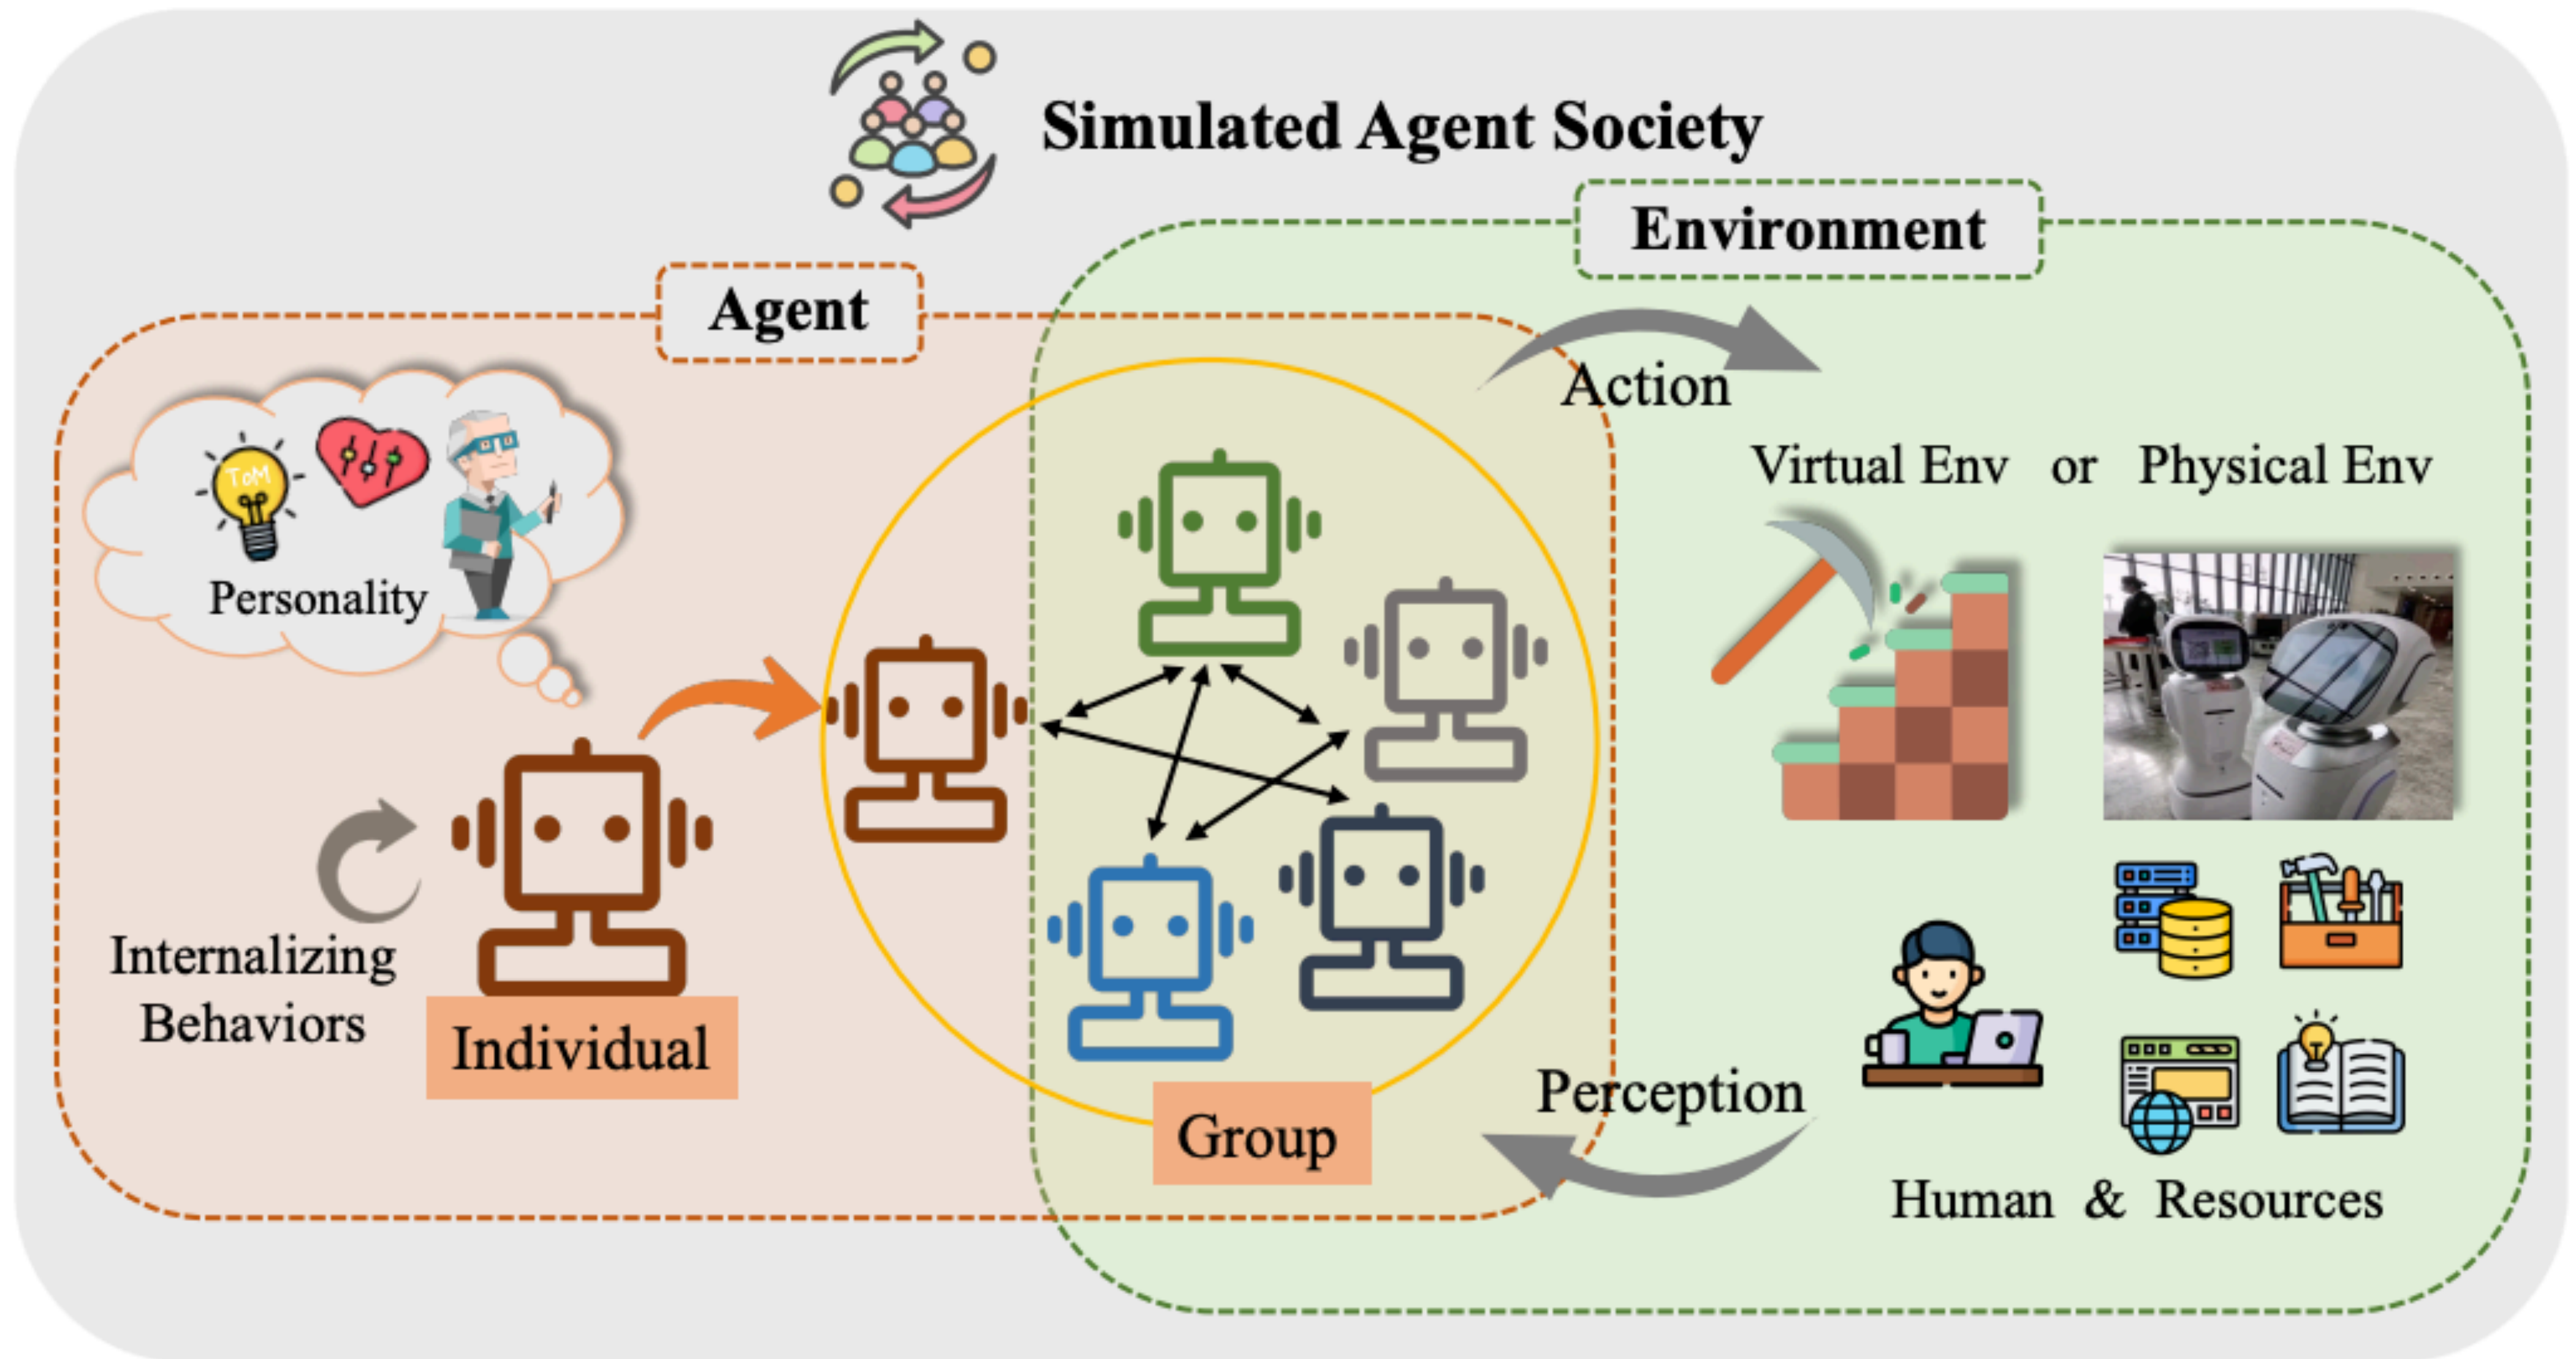 Simulated Agent Society
Environment
Agent
Action
Virtual Env or Physical Env
ToM
Personality
Internalizing
Behaviors
Individual
Group
Perception
Human & Resources